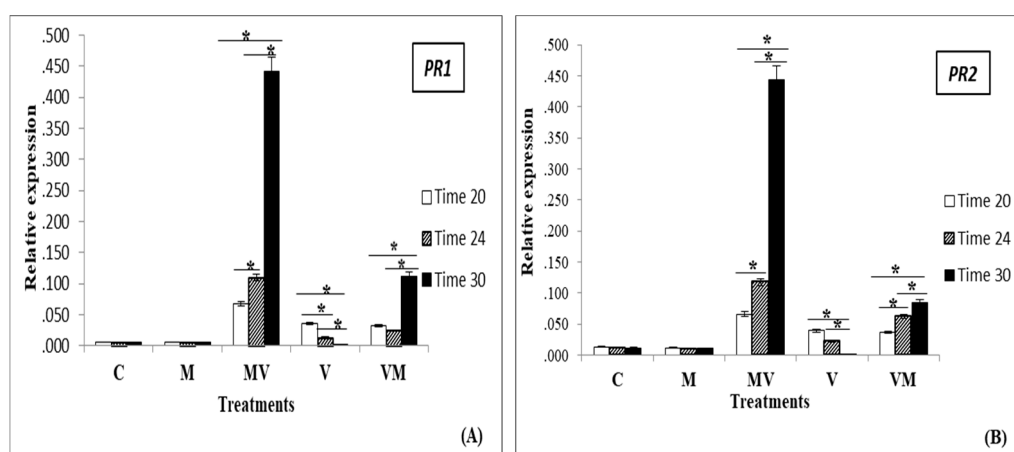 .500
.450
.400
.350
.300
.250
.200
.150
.100
.050
.000
Relative expression
PR1
* * * * * * * *
Time 20
Time 24
Time 30
C M MV V VM
Treatments
(A)
.500
.450
.400
.350
.300
.250
.200
.150
.100
.050
.000
Relative expression
PR2
* * * * * * * *
Time 20
Time 24
Time 30
C M MV V VM
Treatments
(B)